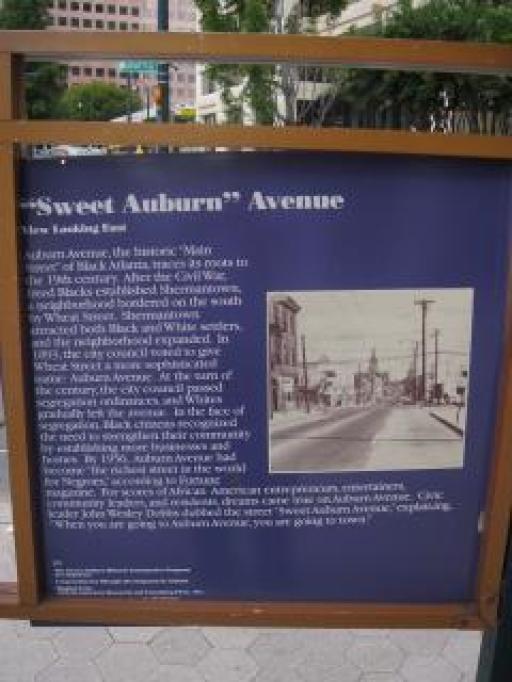 "Sweet Auburn" Avenue
View Looking East
Auburn Avenue, the historic "Main
Street" of Black Atlanta, traces its roots to
the 19th century. After the Civil War,
freed Blacks established Shermantown,
a neighborhood bordered on the south
by Wheat Street. Shermantown
attracted both Black and White settlers,
and the neighborhood expanded. In
1893, the city council voted to give
Wheat Street a more sophisticated
name: Auburn Avenue. At the turn of
the century, the city council passed
segregation ordinances, and Whites
gradually left the avenue. In the face of
segregation, Black citizens recognized
the need to strengthen their community
by establishing more businesses and
homes. By 1956, Auburn Avenue had
become "the richest street in the world
for Negroes," according to Fortune
magazine. For scores of African American entrepreneurs, entertainers,
community leaders, and residents, dreams came true on Auburn Avenue. Civic
leader John Wesley Dobbs dubbed the street "Sweet Auburn Avenue," explaining,
"When you are going to Auburn Avenue, you are going to town."